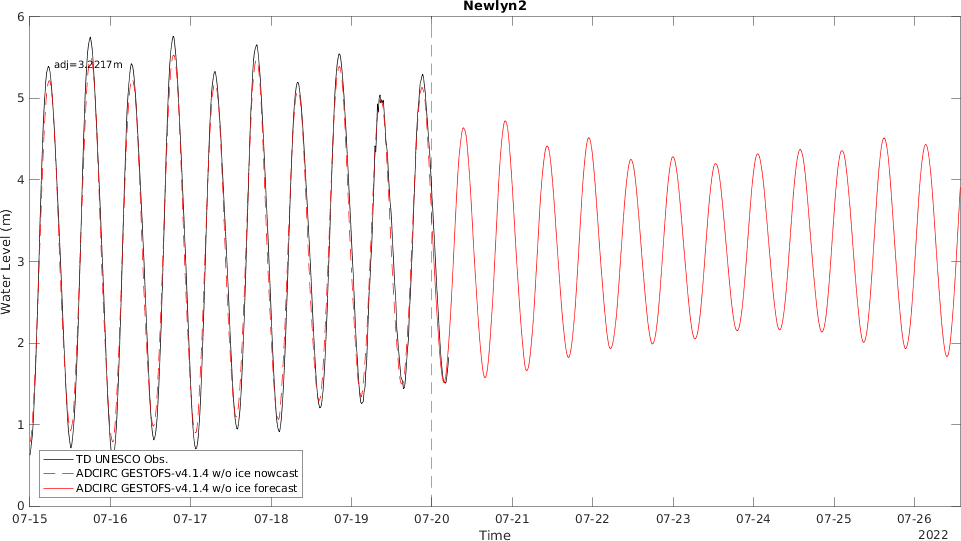 Newlyn2
6
5
4
3
2
1
0
adj=3.2217m
Water Level (m)
TD UNESCO Obs.
ADCIRC GESTOFS-v4.1.4 w/o ice nowcast
ADCIRC GESTOFS-v4.1.4 w/o ice forecast
07-15 07-16 07-17 07-18 07-19 07-20 07-21 07-22 07-23 07-24 07-25 07-26
Time
2022